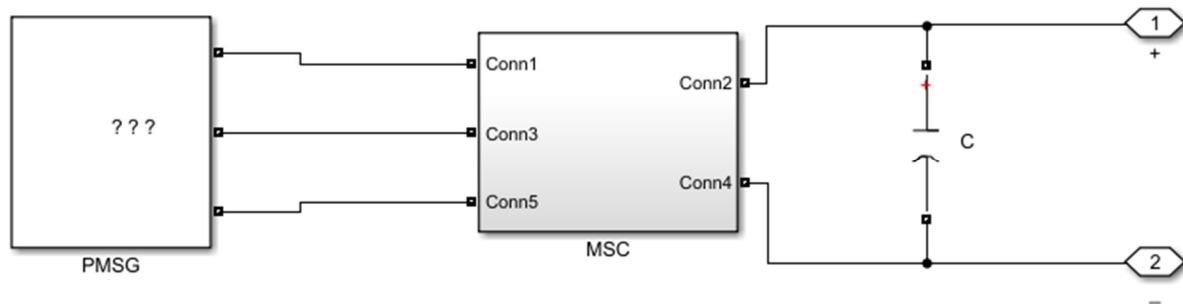 ? ? ?
PMSG
Conn1
Conn3
Conn5
Conn2
Conn4
MSC
+
C
1
+
2
–